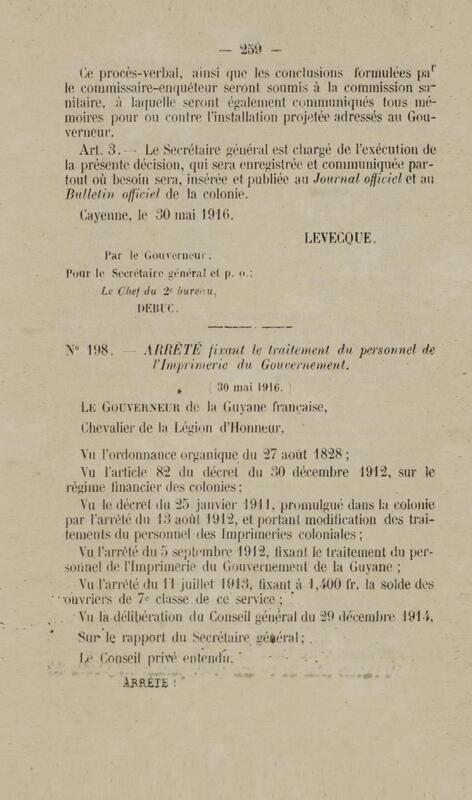 — 259 —
Ce procès-verbal, ainsi que les conclusions formulées par
le commissaire-enquêteur seront soumis à la commission sa-
nitaire, à laquelle seront également communiqués tous mé-
moires pour ou contre l'installation projetée adressés au Gou-
verneur.
Art. 3.— Le Secrétaire général est chargé de l'exécution de
la présente décision, qui sera enregistrée et communiquée par-
tout où besoin sera, insérée et publiée au Journal officiel et au
Bulletin officiel de la colonie.
Cayenne, le 30 mai 1916.
LEVECQUE.
Par le Gouverneur.
Pour le Secrétaire général et p. o.:
Le Chef du 2e bureau,
DEBUC.
N° 198. — ARRÊTÉ fixant le traitement du personnel de
l'Imprimerie du Gouvernement.
( 30 mai 1916. )
LE GOUVERNEUR de la Guyane française,
Chevalier de la Légion d'Honneur,
Vu l'ordonnance organique du 27 août 1828 ;
Vu l'article 82 du décret du 30 décembre 1912, sur le
régime financier des colonies ;
Vu le décret du 25 janvier 1911, promulgué dans la colonie
par l'arrêté du 13 août 1912, et portant modification des trai-
tements du personnel des Imprimeries coloniales ;
Vu l'arrêté du 5 septembre 1912, fixant le traitement du per-
sonnel de l'Imprimerie du Gouvernement de la Guyane ;
Vu l'arrêté du 11 juillet 1913, fixant à 1,400 fr. la solde des
ouvriers de 7e classe de ce service ;
Vu la délibération du Conseil général du 29 décembre 1914,
Sur le rapport du Secrétaire général ;
Le Conseil privé entendu,
ARRÊTE :